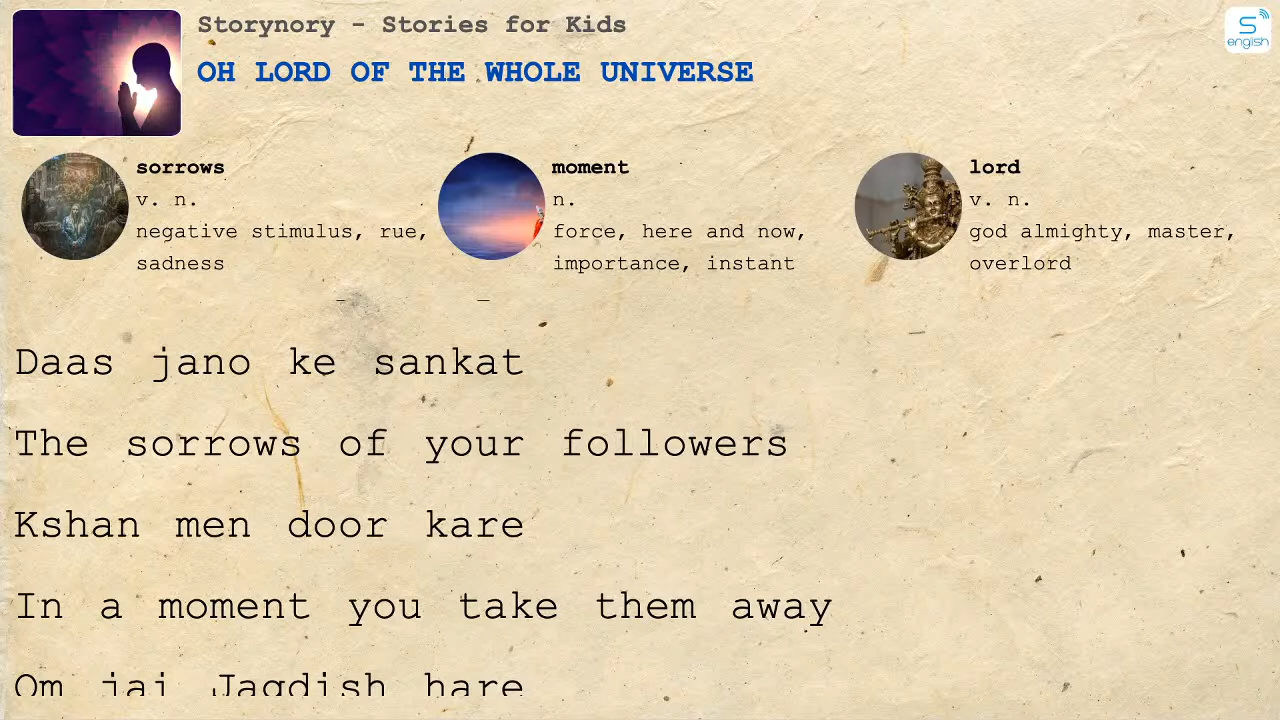 Storynory - Stories for Kids
OH LORD OF THE WHOLE UNIVERSE
S
english
sorrows
v. n.
negative stimulus, rue,
sadness
moment
n.
force, here and now,
importance, instant
lord
v. n.
god almighty, master,
overlord
Daas jano ke sankat
The sorrows of your followers
Kshan men door kare
In a moment you take them away
Om jai Jagdish hare